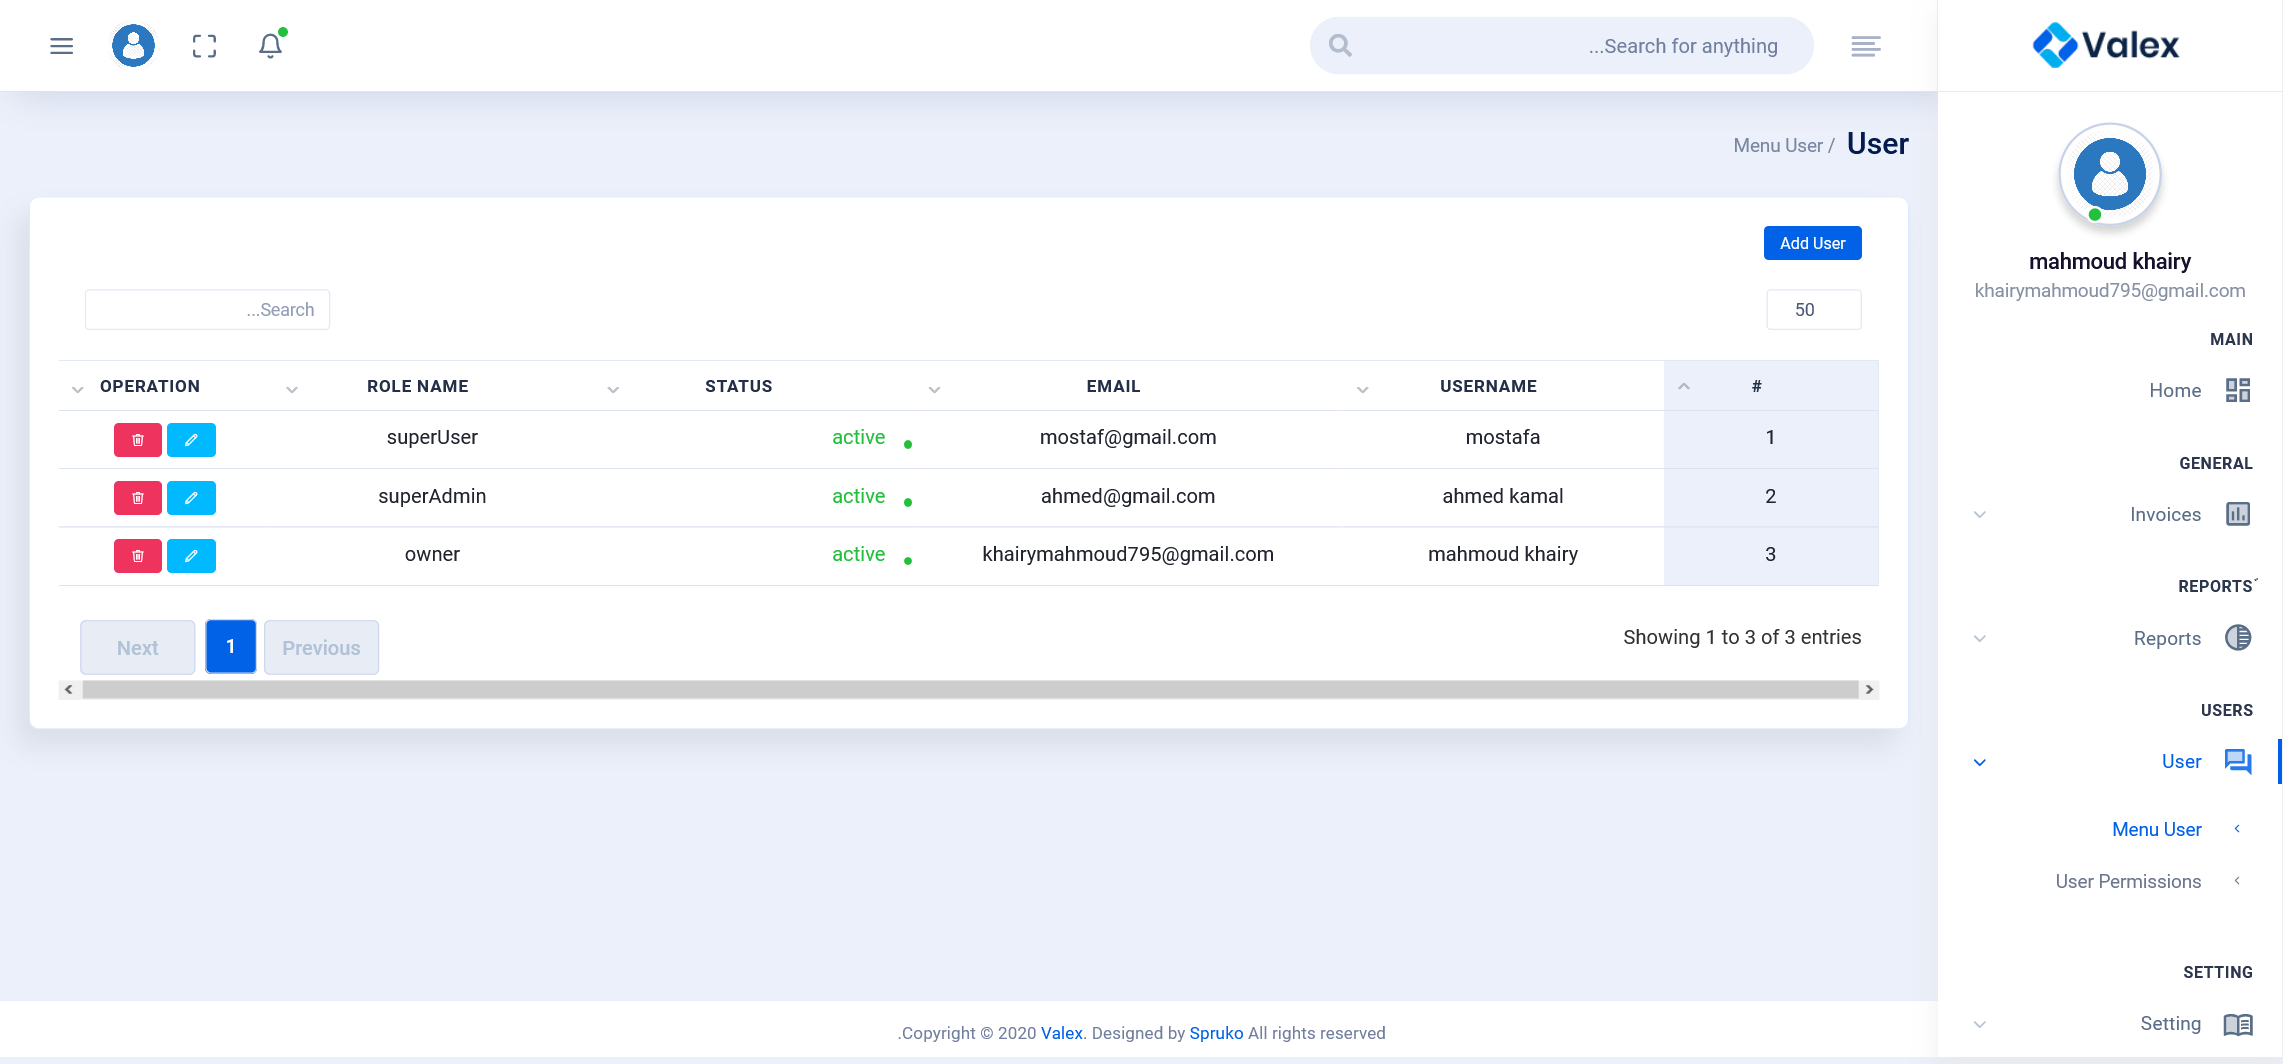 ...Search for anything
Valex
Menu User / User
mahmoud khairy
khairymahmoud795@gmail.com
MAIN
Home
GENERAL
Invoices
REPORTS
Reports
USERS
User
Menu User
User Permissions
SETTING
Setting
Add User
...Search
50
OPERATION ROLE NAME STATUS EMAIL USERNAME #
superUser active mostaf@gmail.com mostafa 1
superAdmin active ahmed@gmail.com ahmed kamal 2
owner active khairymahmoud795@gmail.com mahmoud khairy 3
Next 1 Previous
Showing 1 to 3 of 3 entries
.Copyright © 2020 Valex. Designed by Spruko All rights reserved